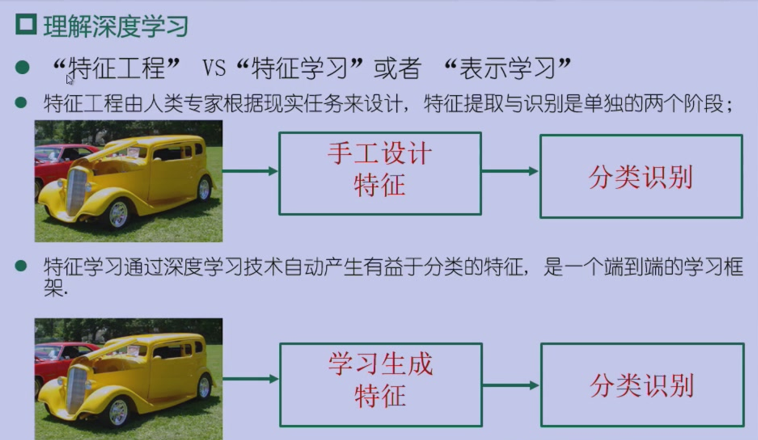 理解深度学习
“特征工程” VS“特征学习”或者 “表示学习”
特征工程由人类专家根据现实任务来设计，特征提取与识别是单独的两个阶段；
手工设计
特征
分类识别
特征学习通过深度学习技术自动产生有益于分类的特征，是一个端到端的学习框
架.
学习生成
特征
分类识别